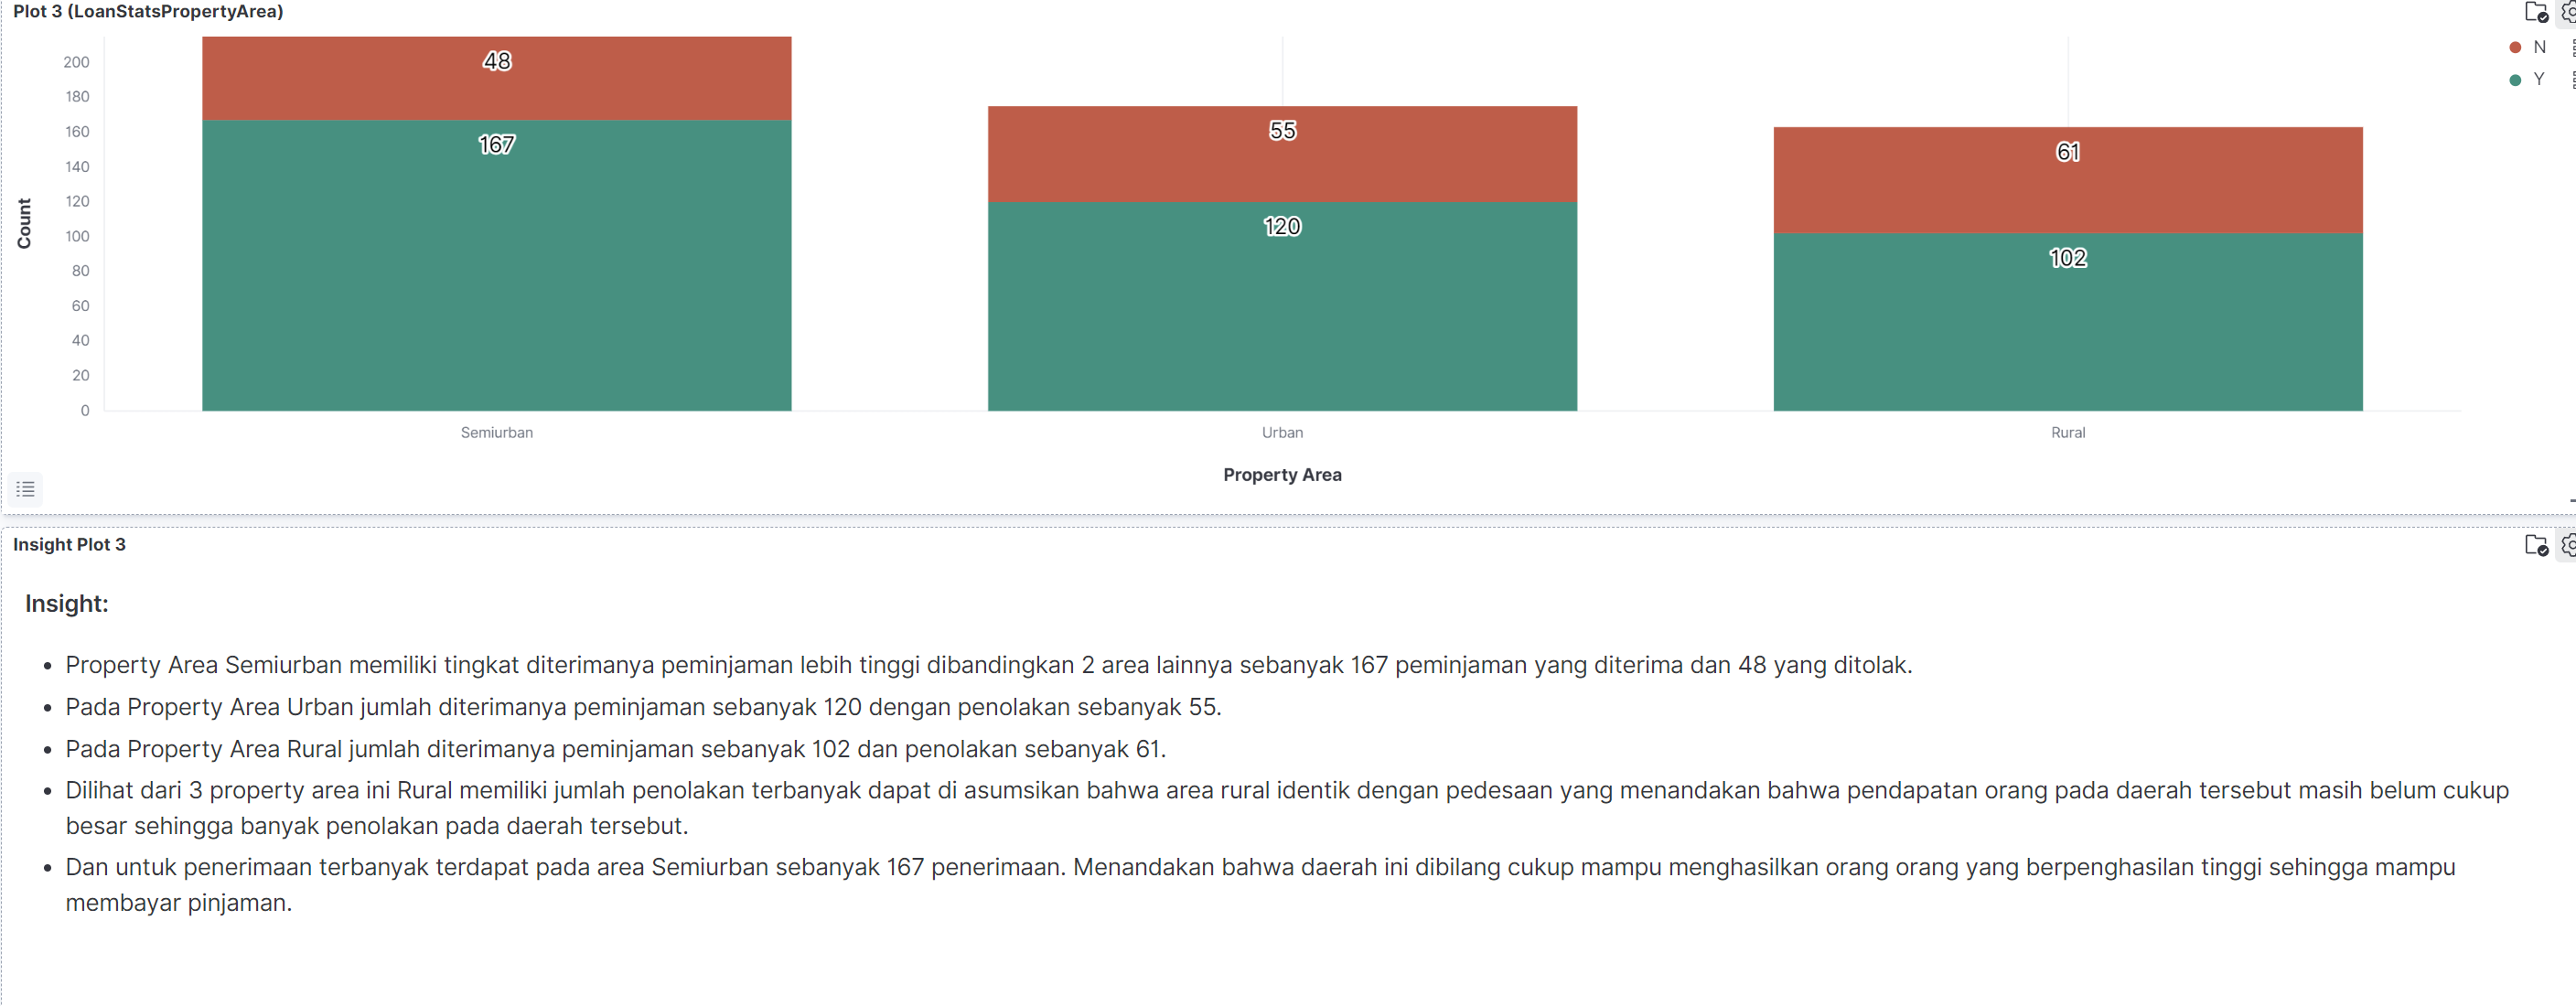 Plot 3 (LoanStatsPropertyArea)
N
Y
200
180
160
140
120
100
80
60
40
20
0
Count
48
167
55
120
61
102
Semiurban
Urban
Rural
Property Area
Insight Plot 3
Insight:
• Property Area Semiurban memiliki tingkat diterimanya peminjaman lebih tinggi dibandingkan 2 area lainnya sebanyak 167 peminjaman yang diterima dan 48 yang ditolak.
• Pada Property Area Urban jumlah diterimanya peminjaman sebanyak 120 dengan penolakan sebanyak 55.
• Pada Property Area Rural jumlah diterimanya peminjaman sebanyak 102 dan penolakan sebanyak 61.
• Dilihat dari 3 property area ini Rural memiliki jumlah penolakan terbanyak dapat di asumsikan bahwa area rural identik dengan pedesaan yang menandakan bahwa pendapatan orang pada daerah tersebut masih belum cukup
besar sehingga banyak penolakan pada daerah tersebut.
• Dan untuk penerimaan terbanyak terdapat pada area Semiurban sebanyak 167 penerimaan. Menandakan bahwa daerah ini dibilang cukup mampu menghasilkan orang orang yang berpenghasilan tinggi sehingga mampu
membayar pinjaman.